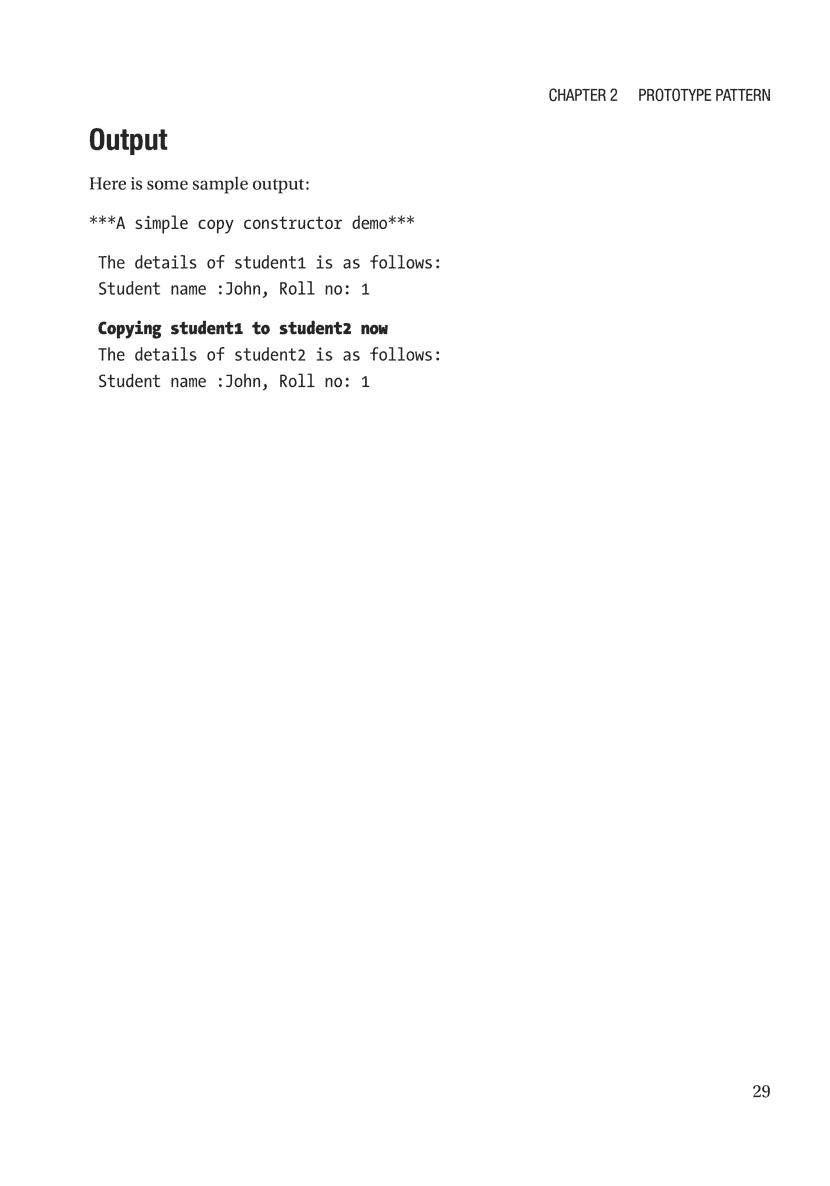 CHAPTER 2 PROTOTYPE PATTERN
Output
Here is some sample output:
***A simple copy constructor demo***
The details of student1 is as follows:
Student name :John, Roll no: 1
Copying student1 to student2 now
The details of student2 is as follows:
Student name :John, Roll no: 1
29